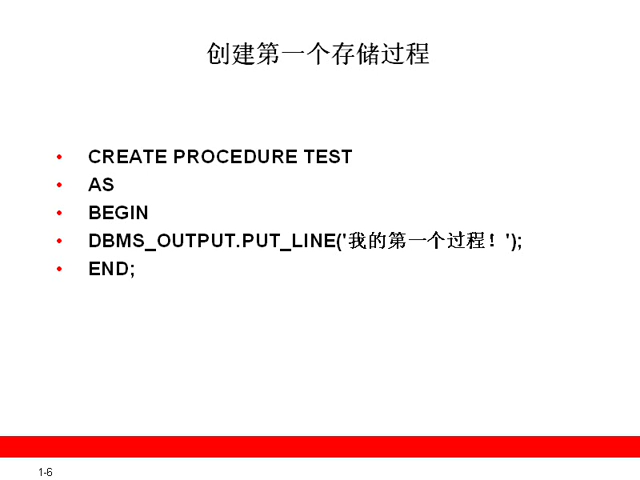 创建第一个存储过程
• CREATE PROCEDURE TEST
• AS
• BEGIN
• DBMS_OUTPUT.PUT_LINE('我的第一个过程！');
• END;
1-6